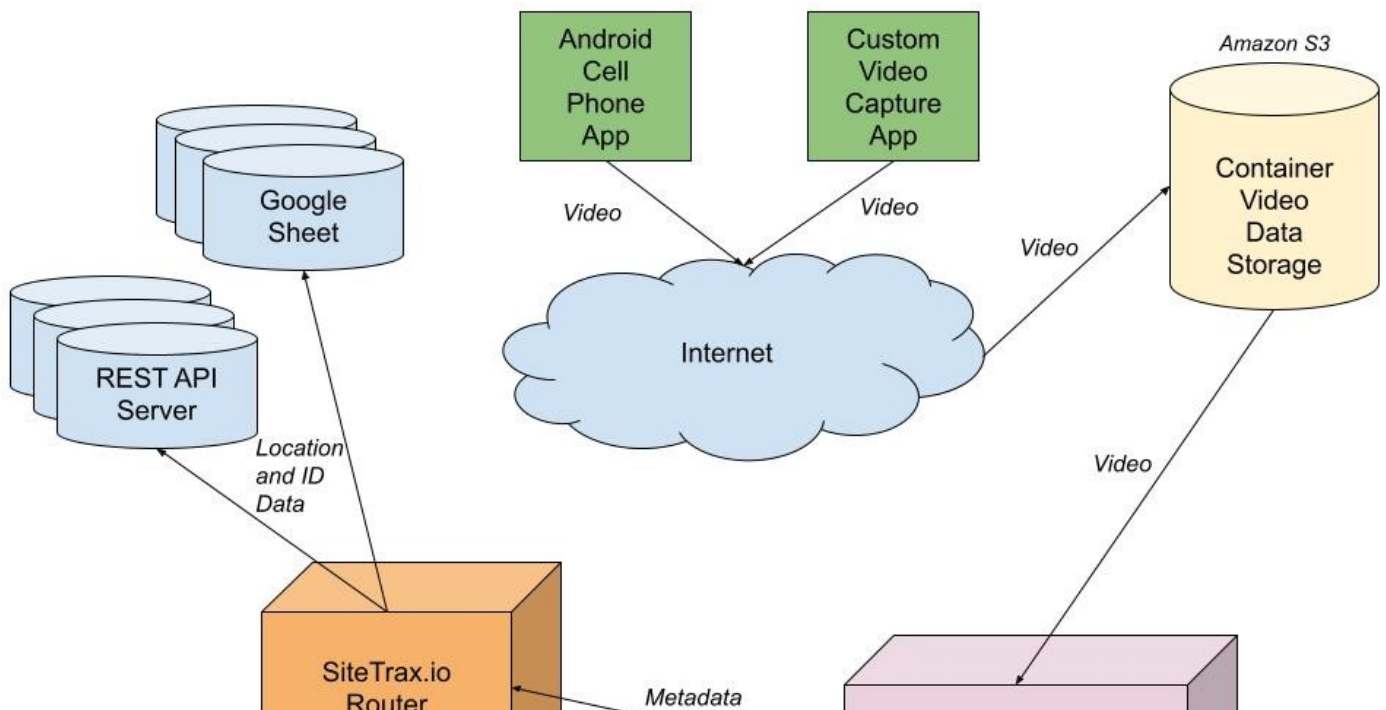 Android
Cell
Phone
App
Custom
Video
Capture
App
Amazon S3
Container
Video
Data
Storage
Google
Sheet
Video
Video
Video
Internet
REST API
Server
Location
and ID
Data
Video
SiteTrax.io
Router
Metadata